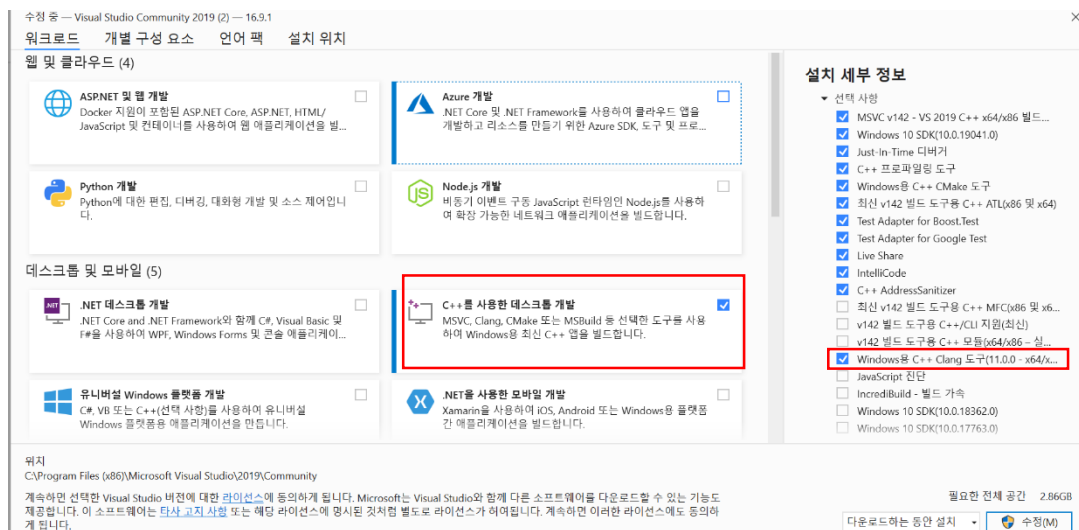 수정 중 — Visual Studio Community 2019 (2) — 16.9.1
워크로드 개별 구성 요소 언어 팩 설치 위치
웹 및 클라우드 (4)
ASP.NET 및 웹 개발
Docker 지원이 포함된 ASP.NET Core, ASP.NET, HTML/
JavaScript 및 컨테이너를 사용하여 웹 애플리케이션을 빌...
Azure 개발
.NET Core 및 .NET Framework를 사용하여 클라우드 앱을
개발하고 리소스를 만들기 위한 Azure SDK, 도구 및 프로...
Python 개발
Python에 대한 편집, 디버깅, 대화형 개발 및 소스 제어입니
다.
Node.js 개발
비동기 이벤트 구동 JavaScript 런타임인 Node.js를 사용하
여 확장 가능한 네트워크 애플리케이션을 빌드합니다.
데스크톱 및 모바일 (5)
.NET 데스크톱 개발
.NET Core and .NET Framework와 함께 C#, Visual Basic 및
F#을 사용하여 WPF, Windows Forms 및 콘솔 애플리케이...
C++를 사용한 데스크톱 개발
MSVC, Clang, CMake 또는 MSBuild 등 선택한 도구를 사용
하여 Windows용 최신 C++ 앱을 빌드합니다.
유니버설 Windows 플랫폼 개발
C#, VB 또는 C++(선택 사항)를 사용하여 유니버설
Windows 플랫폼용 애플리케이션을 만듭니다.
.NET을 사용한 모바일 개발
Xamarin을 사용하여 iOS, Android 또는 Windows용 플랫폼
간 애플리케이션을 빌드합니다.
설치 세부 정보
선택 사항
MSVC v142 - VS 2019 C++ x64/x86 빌드...
Windows 10 SDK(10.0.19041.0)
Just-In-Time 디버거
C++ 프로파일링 도구
Windows용 C++ CMake 도구
최신 v142 빌드 도구용 C++ ATL(x86 및 x64)
Test Adapter for Boost.Test
Test Adapter for Google Test
Live Share
IntelliCode
C++ AddressSanitizer
최신 v142 빌드 도구용 C++ MFC(x86 및 x6...
v142 빌드 도구용 C++/CLI 지원(최신)
v142 빌드 도구용 C++ 모듈(x64/x86 – 실...
Windows용 C++ Clang 도구(11.0.0 - x64/x...
JavaScript 진단
IncrediBuild - 빌드 가속
Windows 10 SDK(10.0.18362.0)
Windows 10 SDK(10.0.17763.0)
위치
C:\Program Files (x86)\Microsoft Visual Studio\2019\Community
계속하면 선택한 Visual Studio 버전에 대한 라이선스에 동의하게 됩니다. Microsoft는 Visual Studio와 함께 다른 소프트웨어를 다운로드할 수 있는 기능도
제공합니다. 이 소프트웨어는 타사 고지 사항 또는 해당 라이선스에 명시된 것처럼 별도로 라이선스가 허여됩니다. 계속하면 이러한 라이선스에도 동의하
게 됩니다.
필요한 전체 공간 2.86GB
다운로드하는 동안 설치 수정(M)